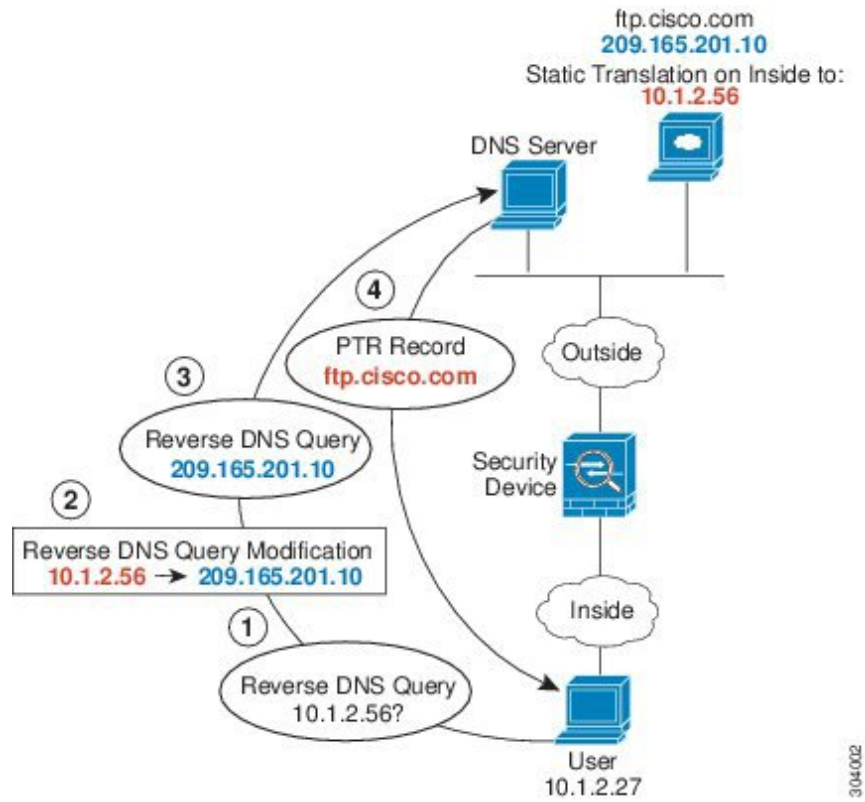 ftp.cisco.com
209.165.201.10
Static Translation on Inside to:
10.1.2.56
DNS Server
4
PTR Record
ftp.cisco.com
Outside
3
Reverse DNS Query
209.165.201.10
Security
Device
2
Reverse DNS Query Modification
10.1.2.56 → 209.165.201.10
Inside
1
Reverse DNS Query
10.1.2.56?
User
10.1.2.27
304002